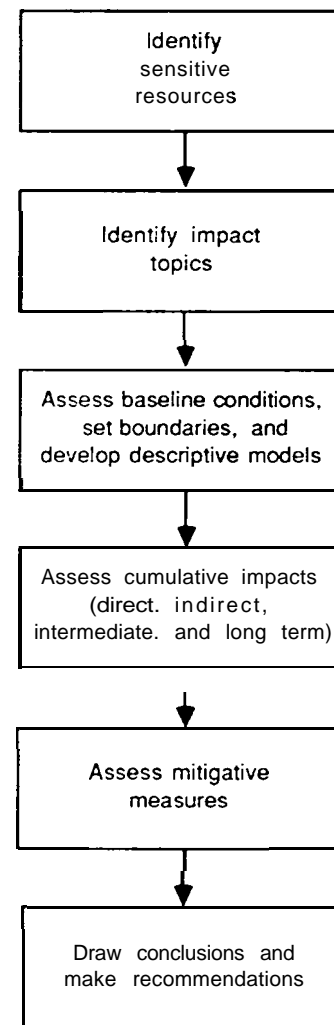 Identify
sensitive
resources
Identify impact
topics
Assess baseline conditions,
set boundaries, and
develop descriptive models
Assess cumulative impacts
(direct. indirect,
intermediate. and long term)
Assess mitigative
measures
Draw conclusions and
make recommendations